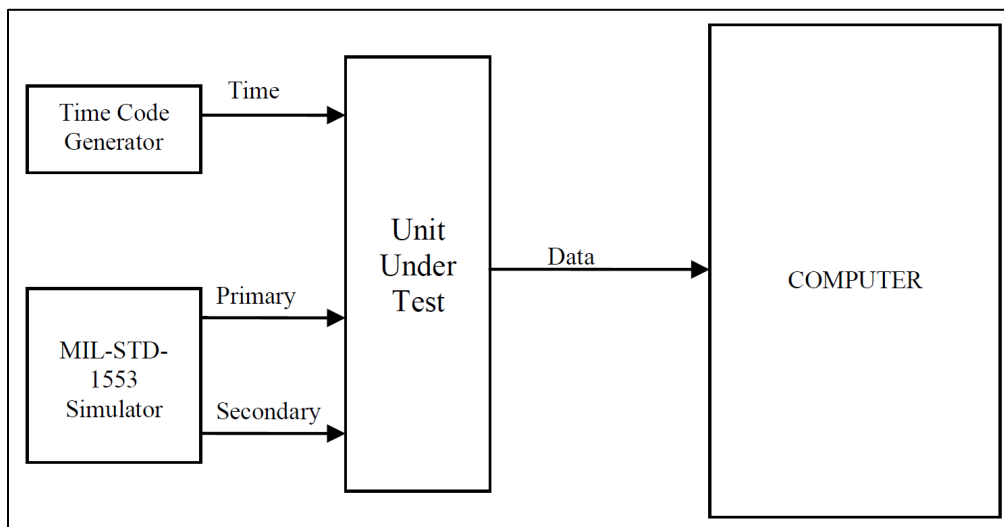 Time Code
Generator
Time
MIL-STD-
1553
Simulator
Primary
Secondary
Unit
Under
Test
Data
COMPUTER